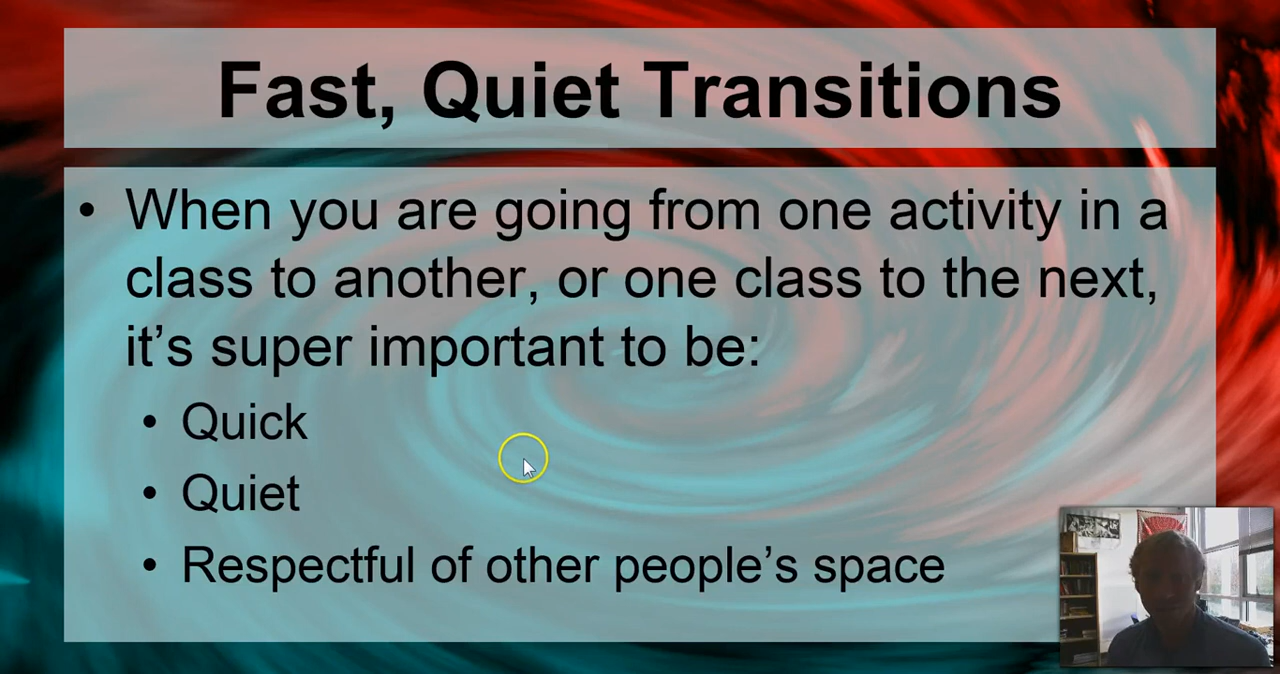 Fast, Quiet Transitions
• When you are going from one activity in a
class to another, or one class to the next,
it’s super important to be:
• Quick
• Quiet
• Respectful of other people’s space